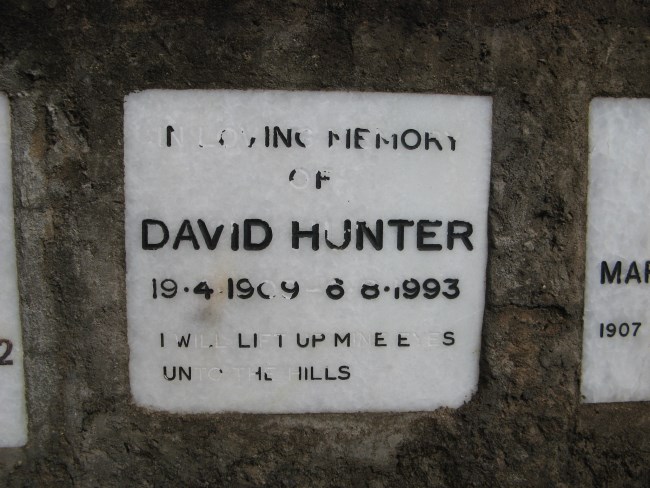 IN LOVING MEMORY
OF
DAVID HUNTER
19·4·1909 - 8·8·1993
I WILL LIFT UP MINE EYES
UNTO THE HILLS
2
MAR
1907